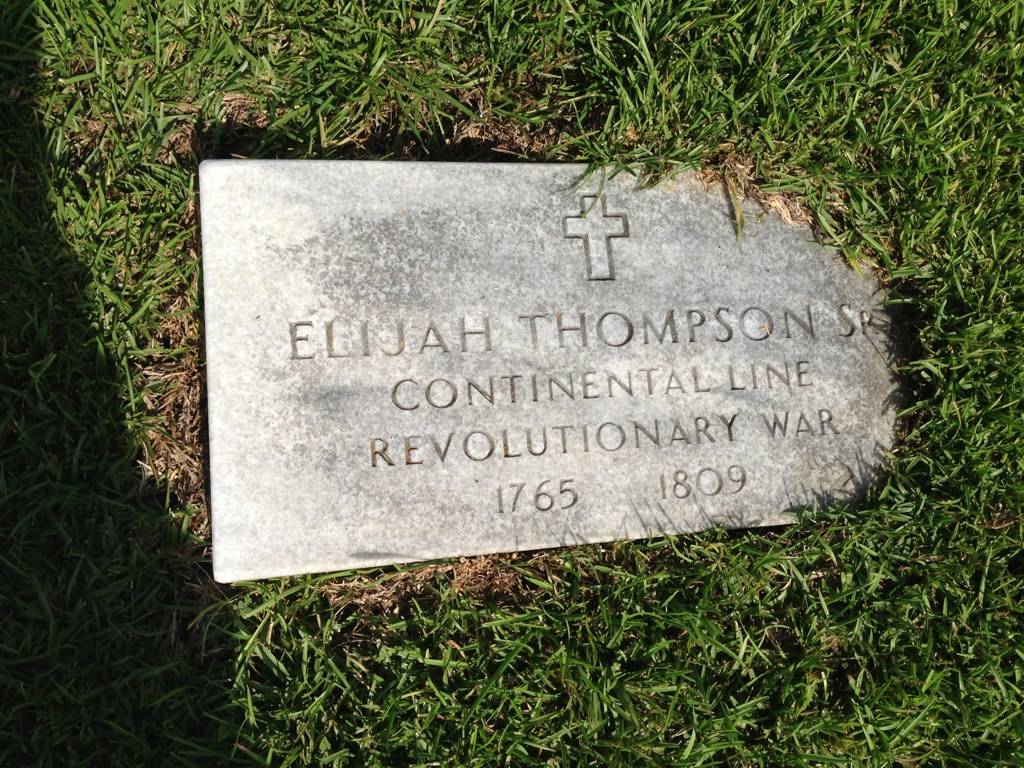 ELIJAH THOMPSON SR
CONTINENTAL LINE
REVOLUTIONARY WAR
1765 1809